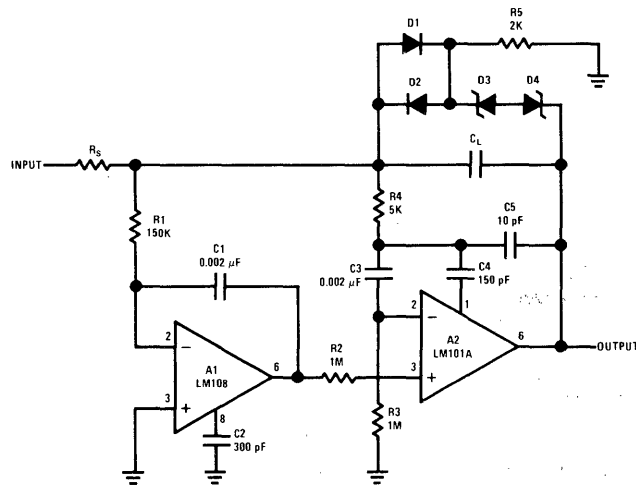 R5
2K
D1
D2
D3
D4
INPUT
Rs
CL
R4
5K
C5
10 pF
R1
150K
C1
0.002 μF
C3
0.002 μF
C4
150 pF
1
2
−
A1
LM108
6
3
+
8
C2
300 pF
R2
1M
2
−
A2
LM101A
6
OUTPUT
3
+
R3
1M